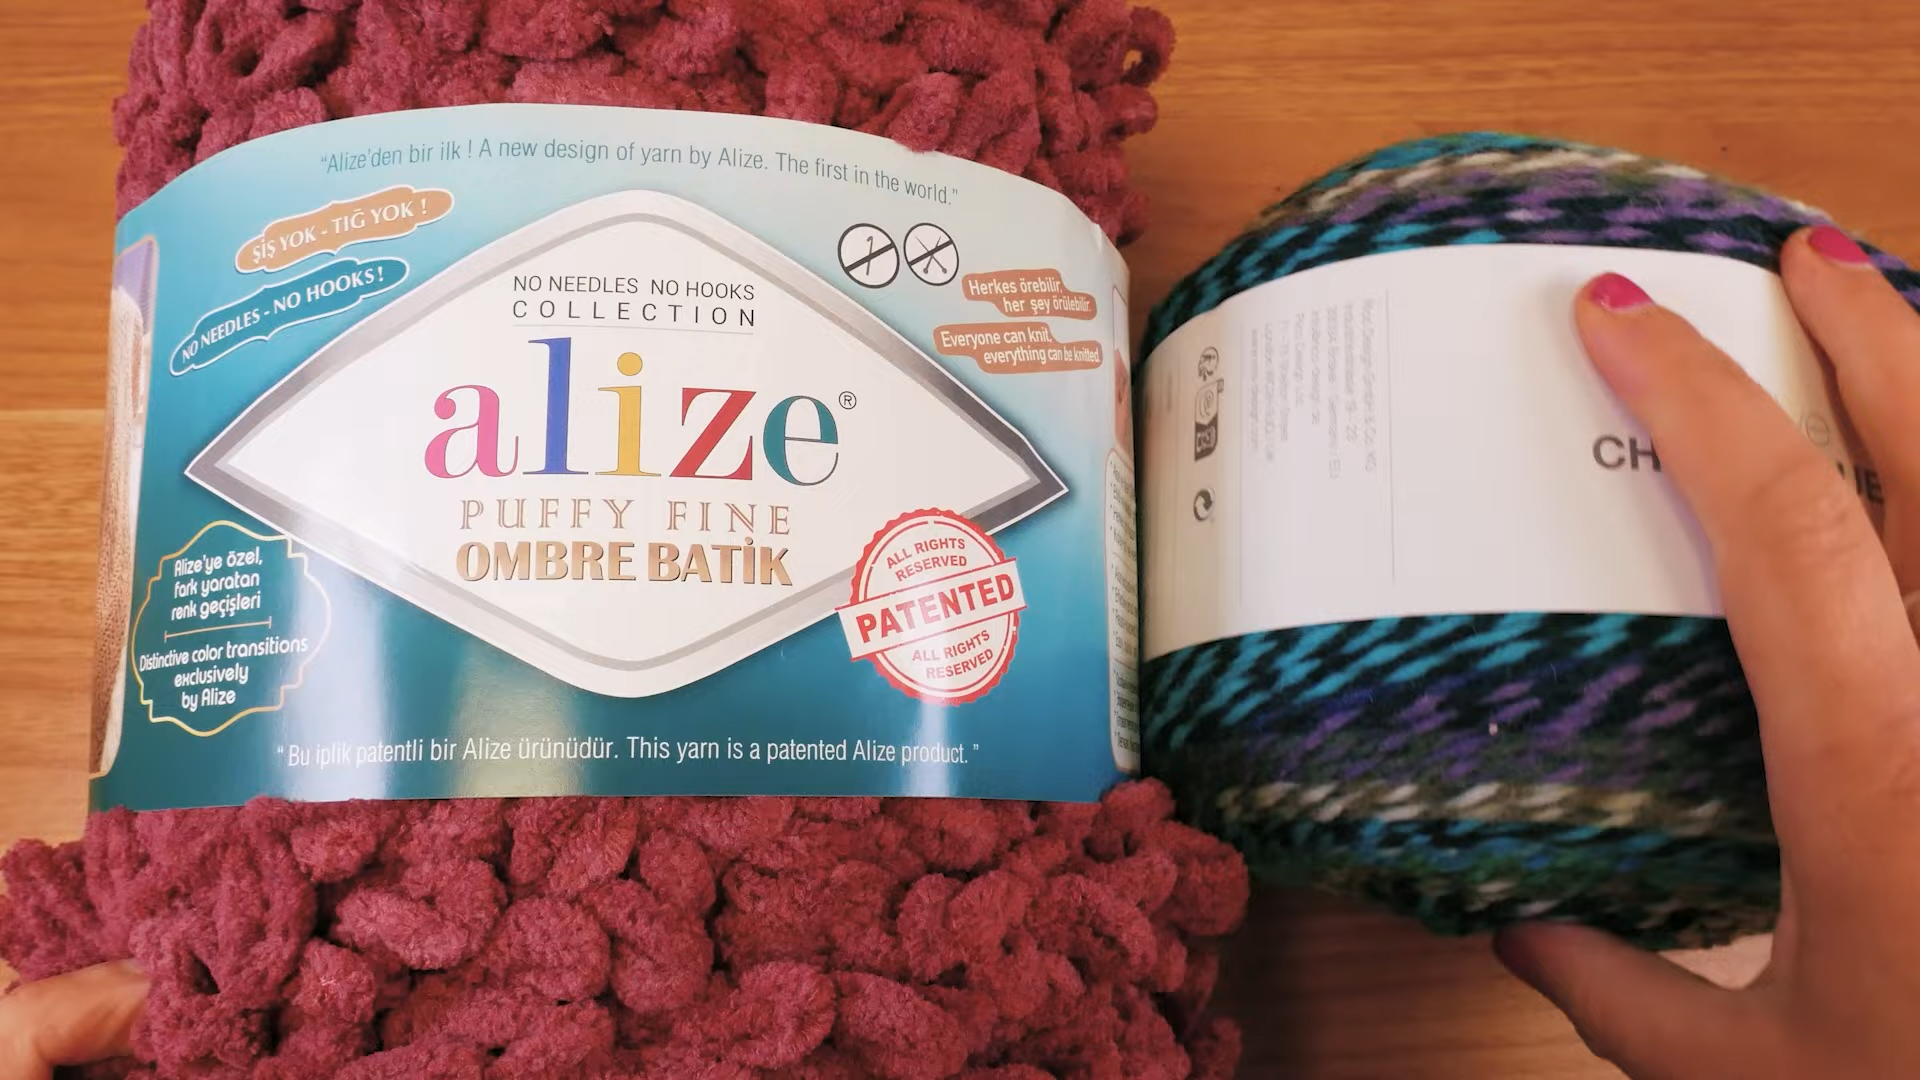 "Alize'den bir ilk ! A new design of yarn by Alize. The first in the world."
ŞİŞ YOK - TIĞ YOK !
NO NEEDLES - NO HOOKS!
NO NEEDLES NO HOOKS
COLLECTION
alize®
PUFFY FINE
OMBRE BATİK
Herkes örebilir,
her şey örülebilir.
Everyone can knit,
everything can be knitted.
Alize'ye özel,
fark yaratan
renk geçişleri
Distinctive color transitions
exclusively
by Alize
ALL RIGHTS
RESERVED
PATENTED
ALL RIGHTS
RESERVED
" Bu iplik patentli bir Alize ürünüdür. This yarn is a patented Alize product. "
CH